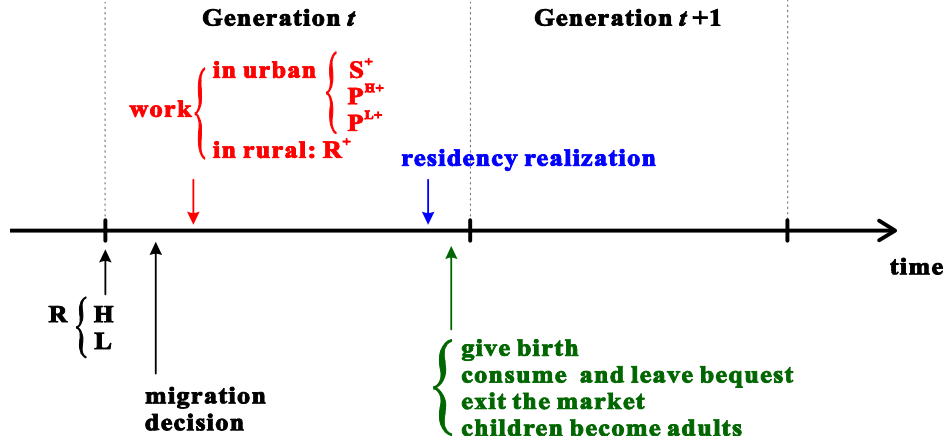 Generation t
Generation t+1
work
in urban
S⁺
Pᴴ⁺
Pᴸ⁺
in rural: R⁺
residency realization
time
R
H
L
migration
decision
give birth
consume and leave bequest
exit the market
children become adults